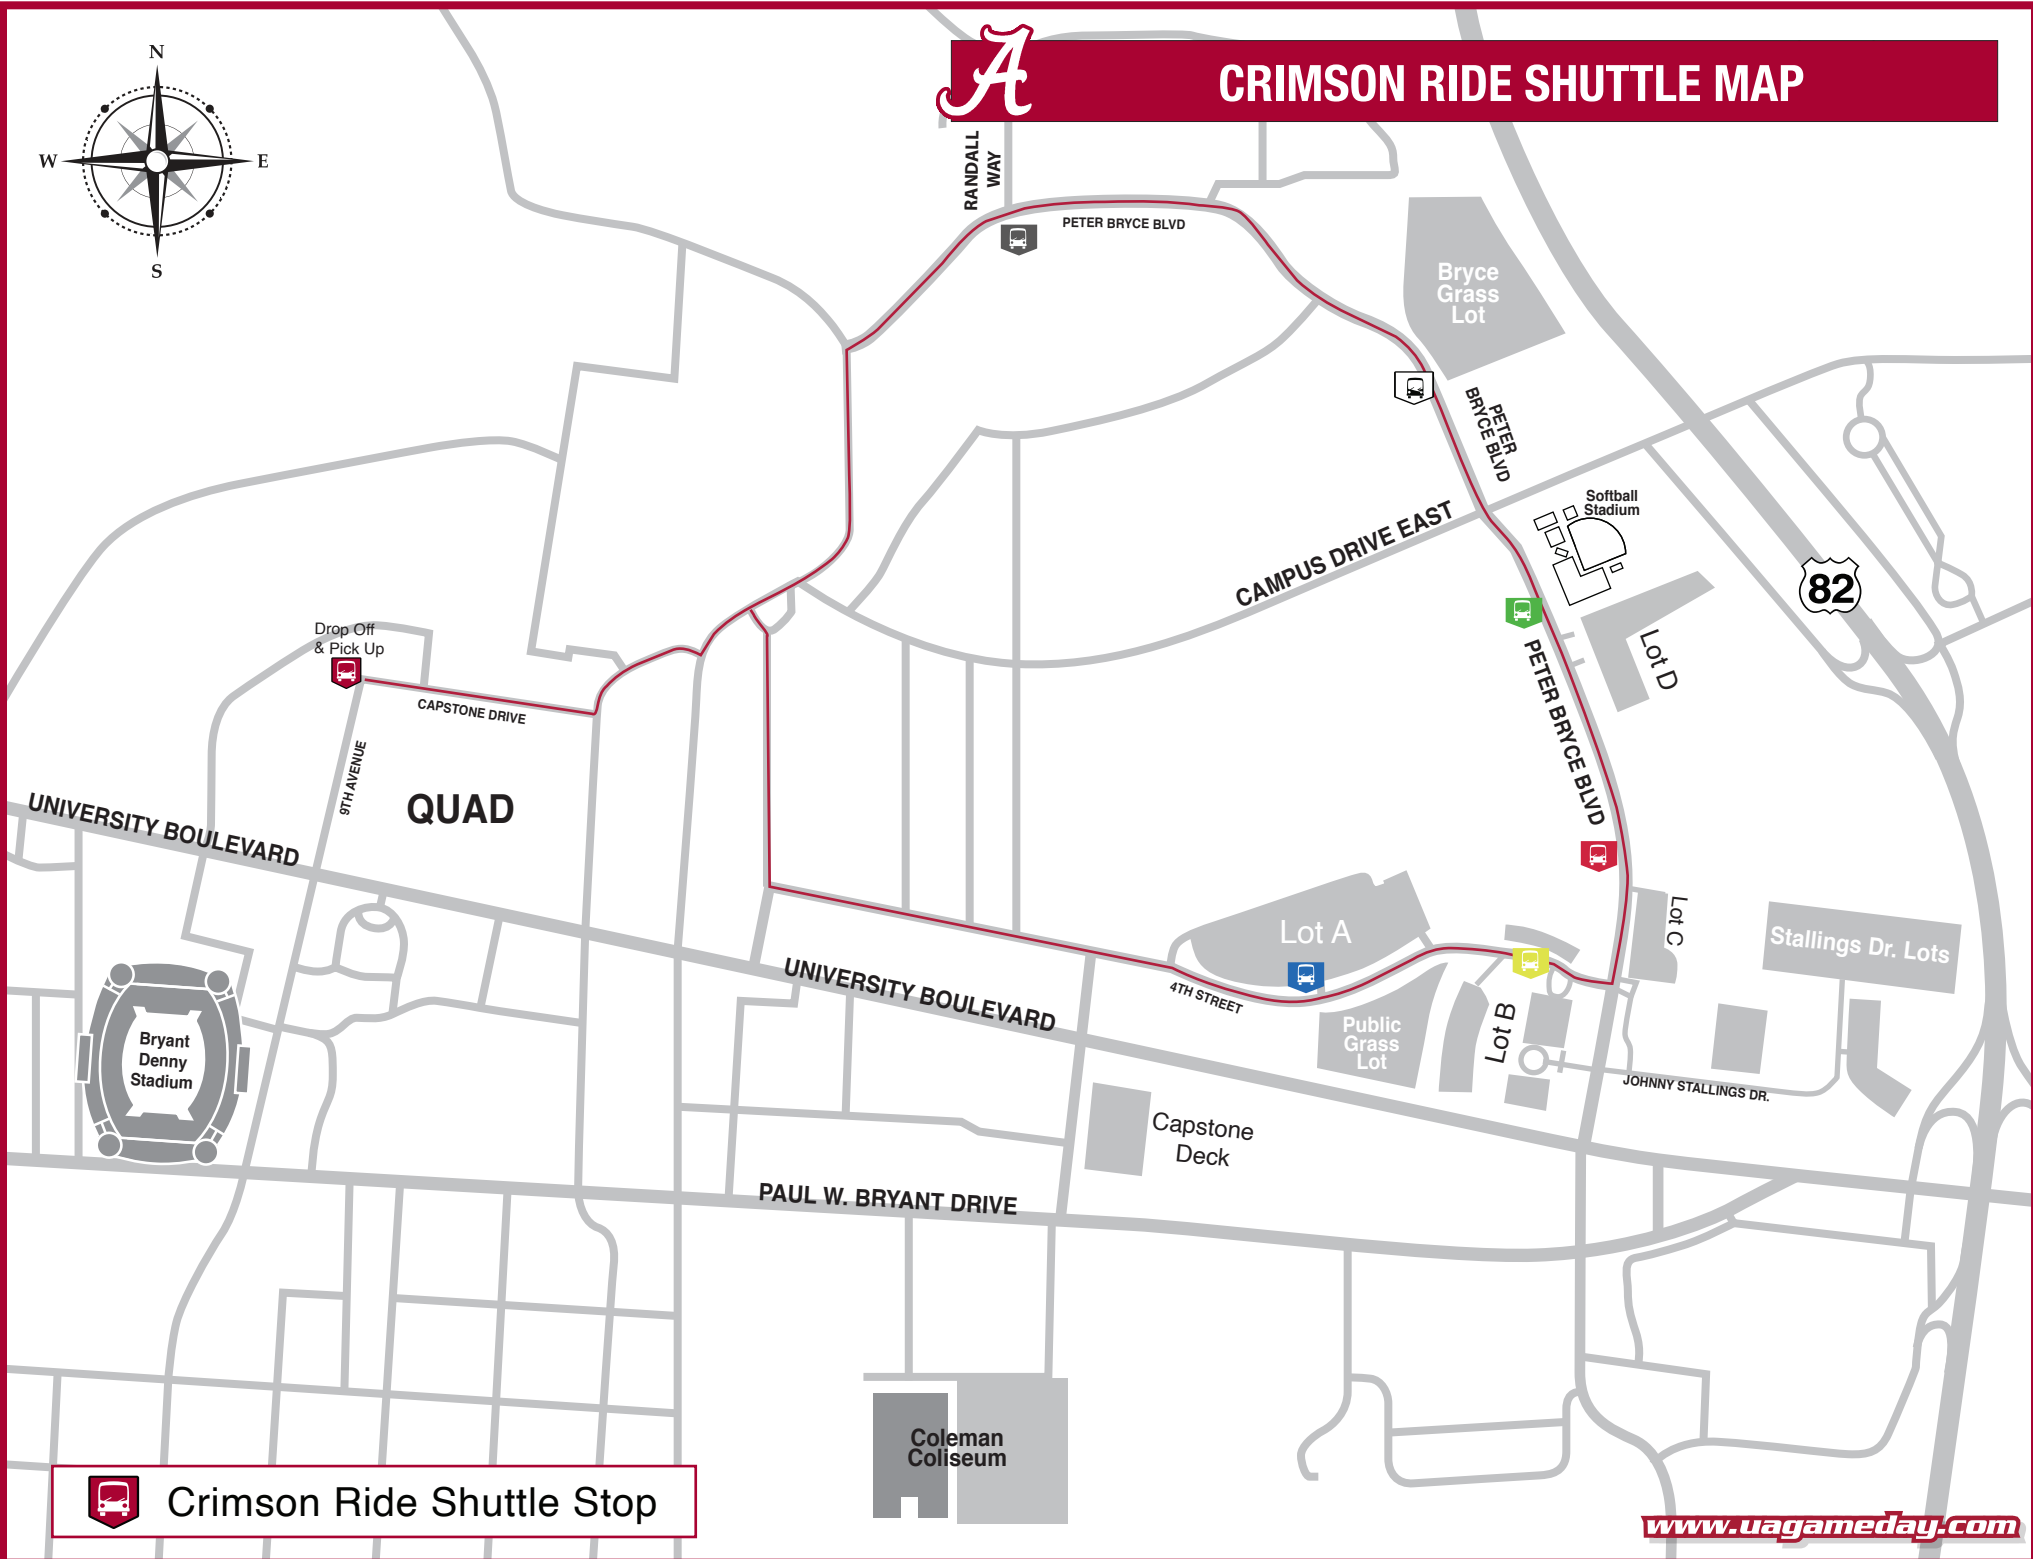 N
W
E
S
A
CRIMSON RIDE SHUTTLE MAP
RANDALL
WAY
PETER BRYCE BLVD
Bryce
Grass
Lot
PETER
BRYCE BLVD
Softball
Stadium
CAMPUS DRIVE EAST
82
Drop Off
& Pick Up
Lot D
CAPSTONE DRIVE
PETER BRYCE BLVD
9TH AVENUE
QUAD
UNIVERSITY BOULEVARD
Lot A
Lot C
Stallings Dr. Lots
UNIVERSITY BOULEVARD
4TH STREET
Public
Grass
Lot
Lot B
Bryant
Denny
Stadium
JOHNNY STALLINGS DR.
Capstone
Deck
PAUL W. BRYANT DRIVE
Coleman
Coliseum
Crimson Ride Shuttle Stop
www.uagameday.com